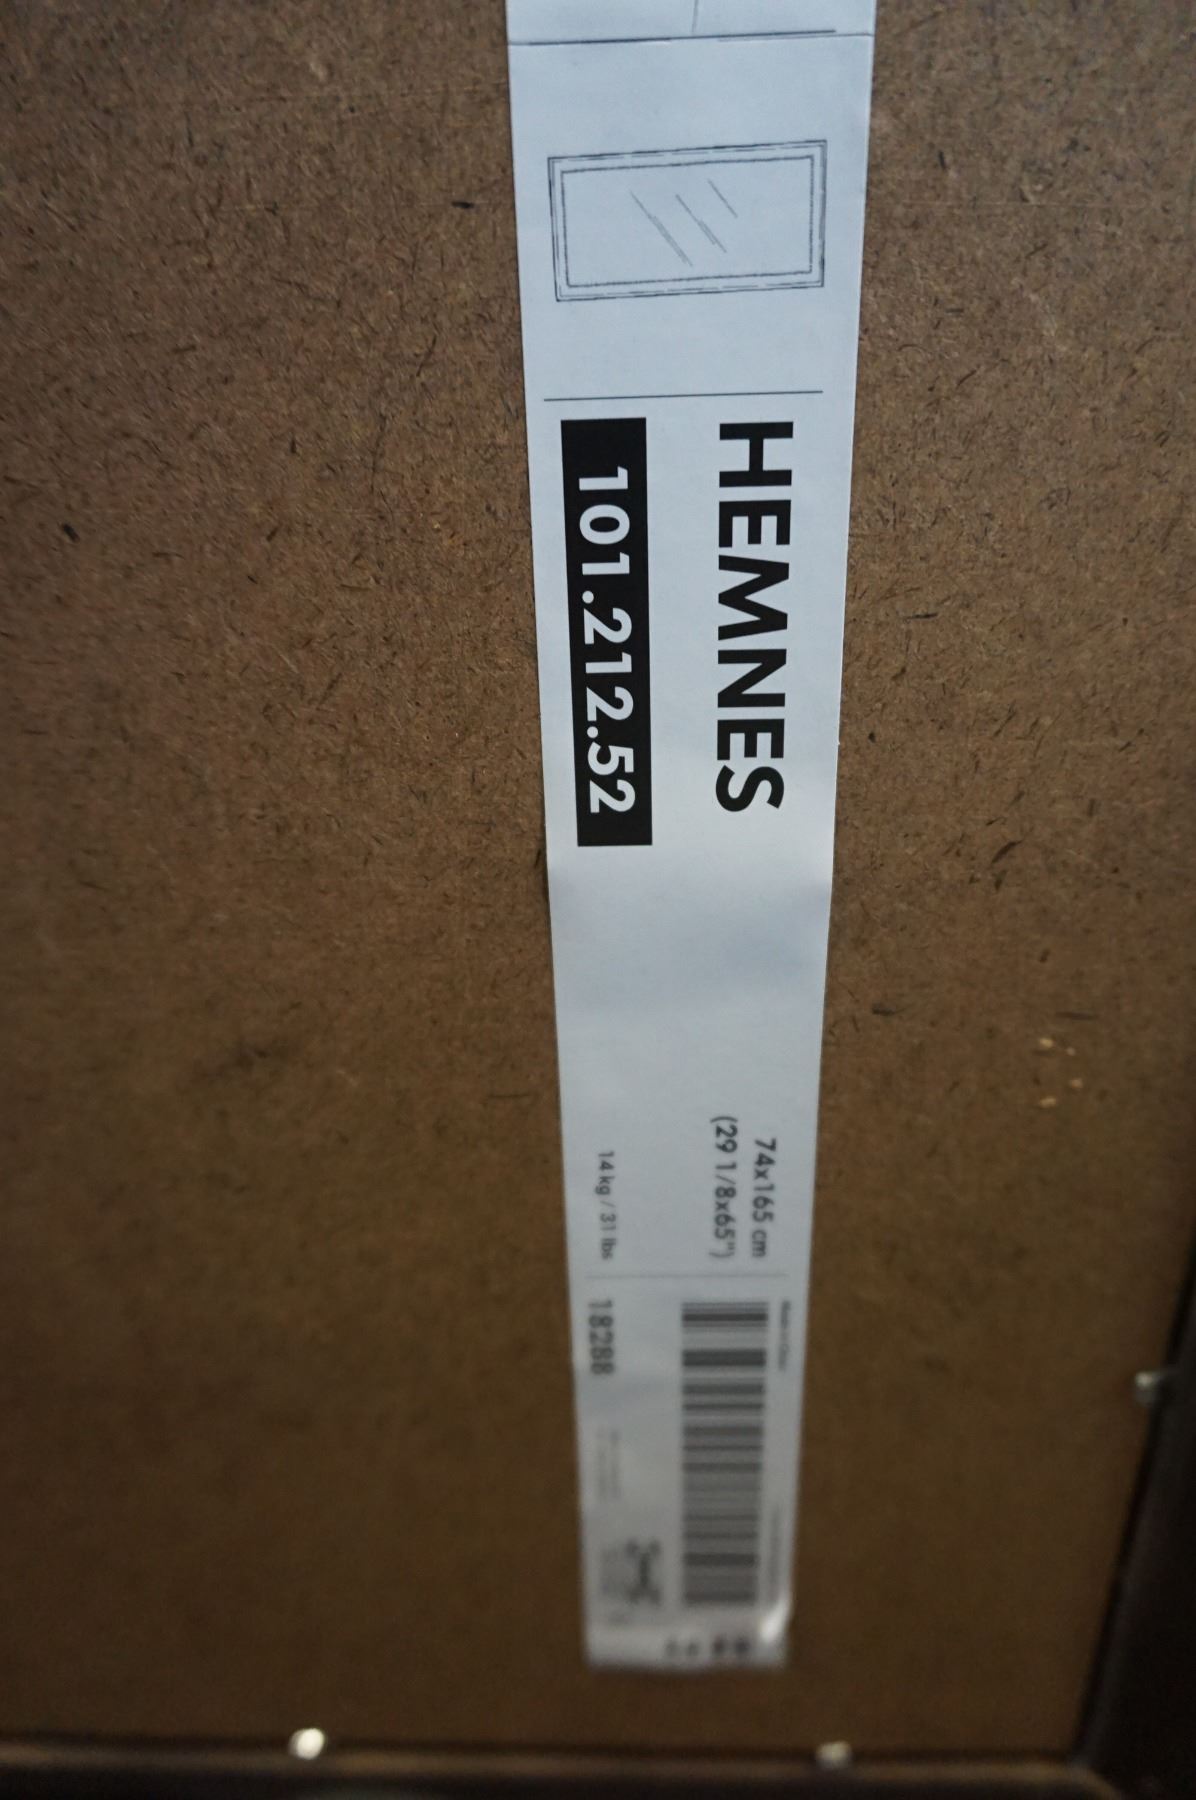 HEMNES
101.212.52
74x165 cm
(29 1/8x65")
14 kg / 31 lbs
18288